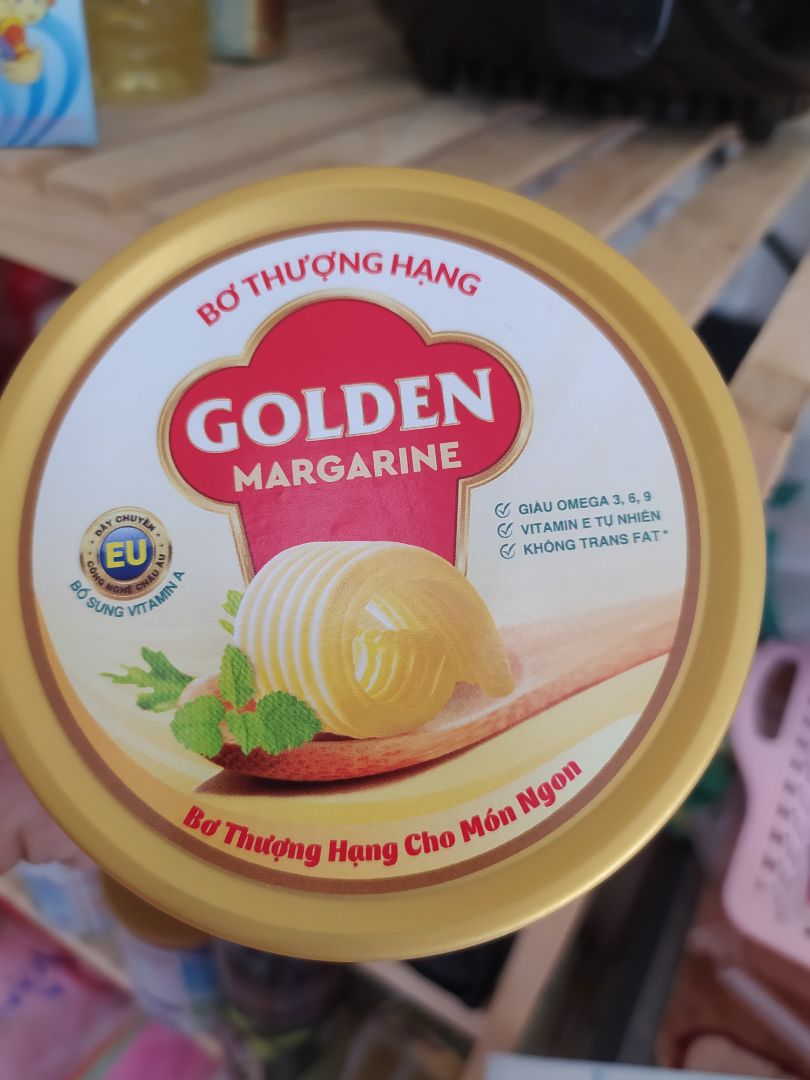 BƠ THƯỢNG HẠNG
GOLDEN
MARGARINE
GIÀU OMEGA 3, 6, 9
VITAMIN E TỰ NHIÊN
KHÔNG TRANS FAT*
DÂY CHUYỀN
EU
CÔNG NGHỆ CHÂU ÂU
BỔ SUNG VITAMIN A
Bơ Thượng Hạng Cho Món Ngon